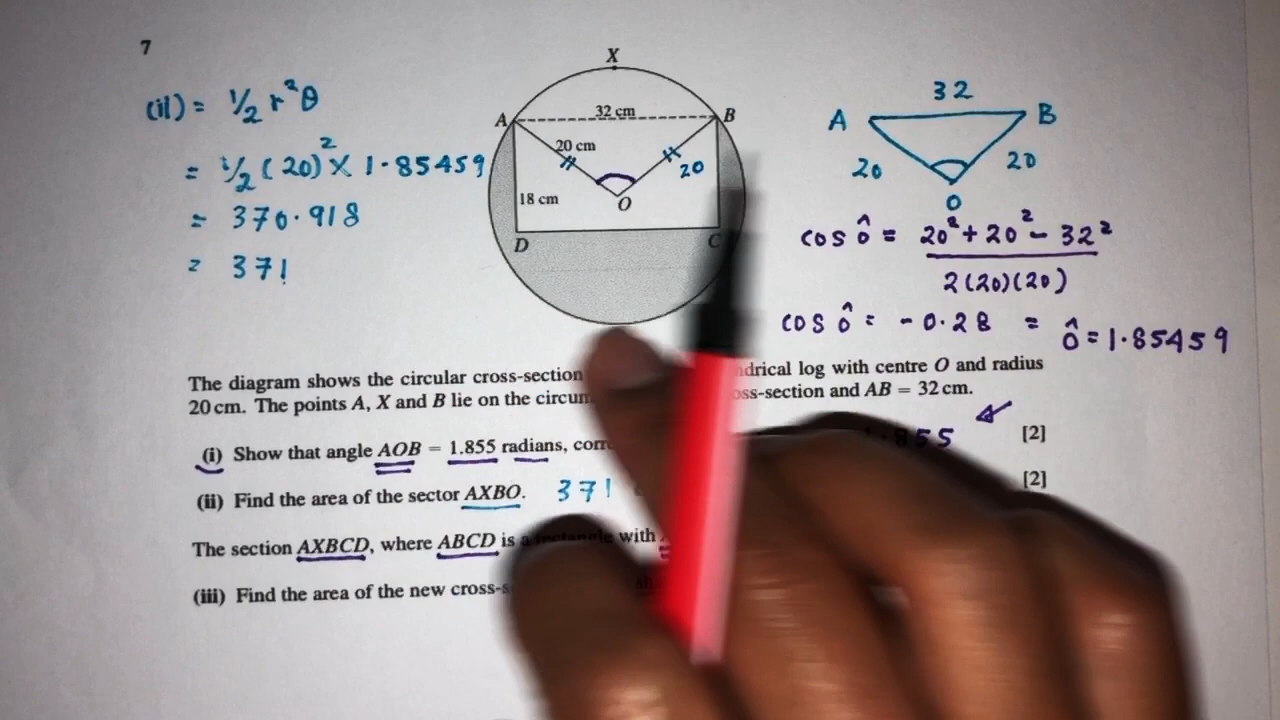 7
(ii) = ½ r²θ
= ½ (20)² × 1.85459
= 370.918
= 371
X
A
32 cm
B
20 cm
20
18 cm
O
D
C
32
A
B
20
20
O
cos ô = 20² + 20² - 32²
2(20)(20)
cos ô = -0.28 = ô = 1.85459
The diagram shows the circular cross-section drical log with centre O and radius
20 cm. The points A, X and B lie on the circum oss-section and AB = 32 cm.
(i) Show that angle AOB = 1.855 radians, corre 55 [2]
(ii) Find the area of the sector AXBO. 371 [2]
The section AXBCD, where ABCD is a rectangle with
(iii) Find the area of the new cross-s